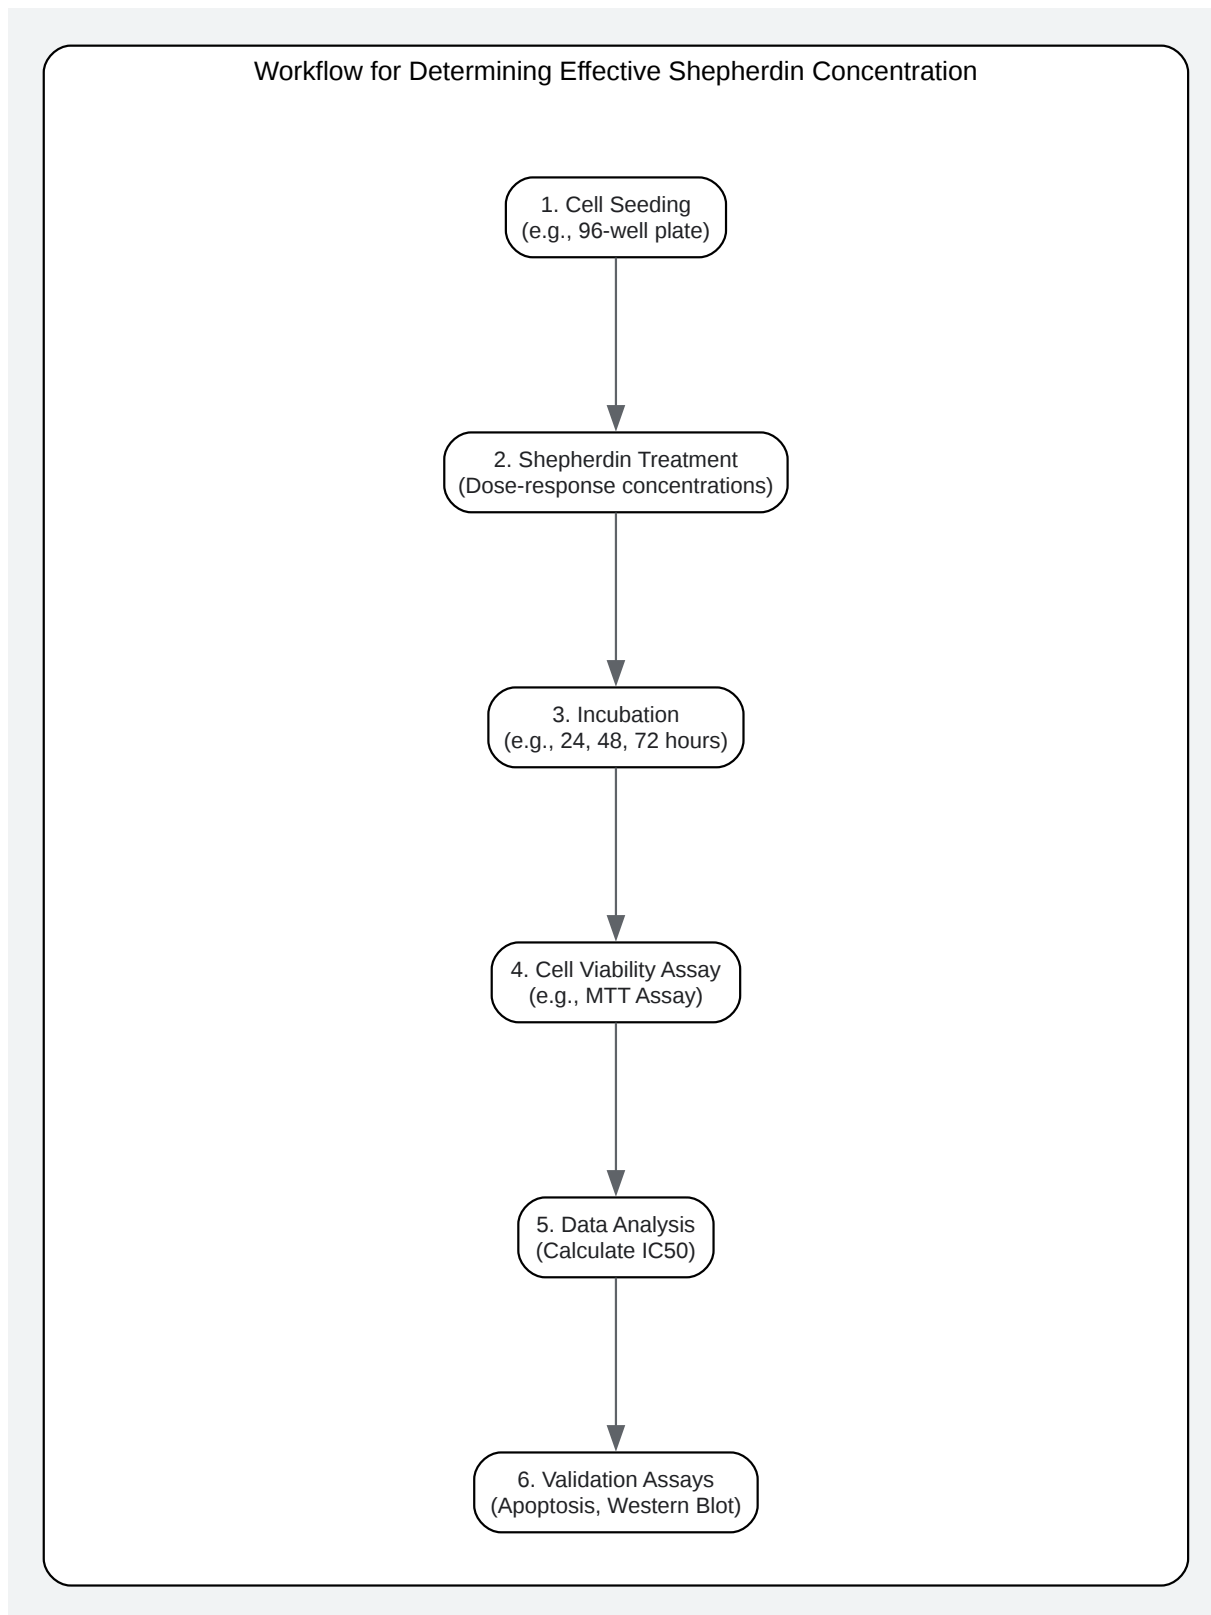 Workflow for Determining Effective Shepherdin Concentration
1. Cell Seeding
(e.g., 96-well plate)
2. Shepherdin Treatment
(Dose-response concentrations)
3. Incubation
(e.g., 24, 48, 72 hours)
4. Cell Viability Assay
(e.g., MTT Assay)
5. Data Analysis
(Calculate IC50)
6. Validation Assays
(Apoptosis, Western Blot)